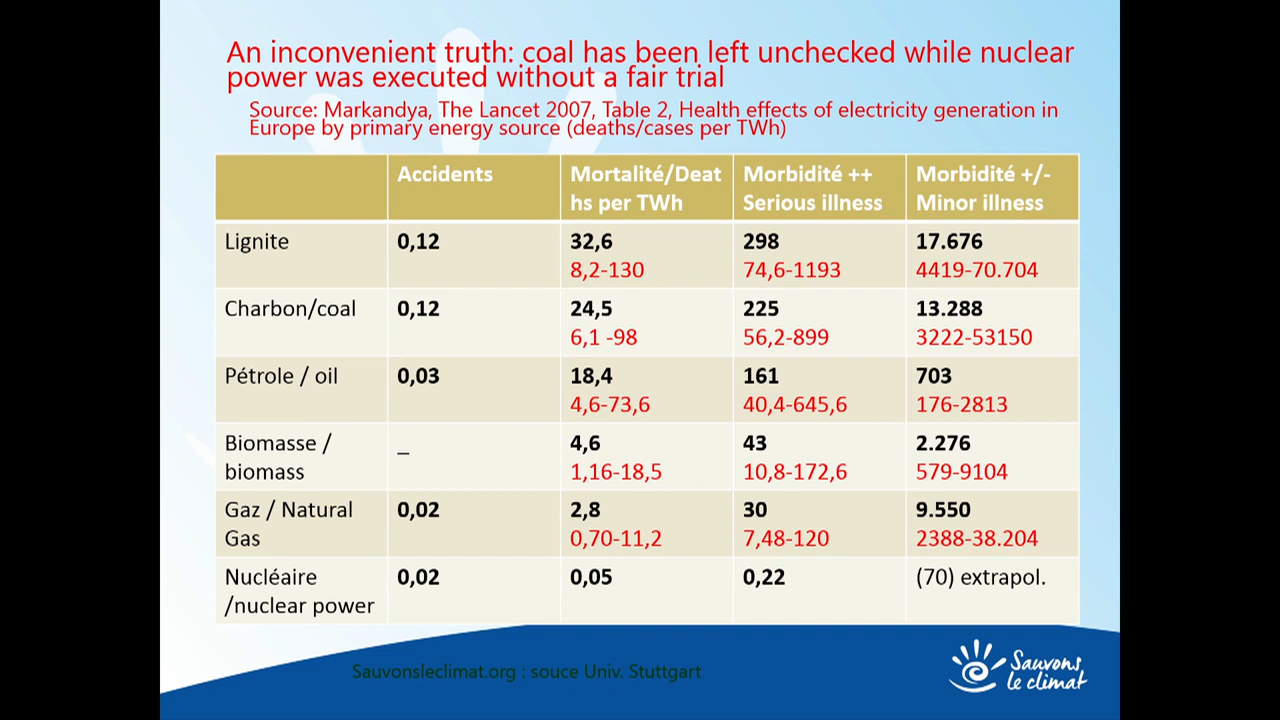 An inconvenient truth: coal has been left unchecked while nuclear
power was executed without a fair trial
Source: Markandya, The Lancet 2007, Table 2, Health effects of electricity generation in
Europe by primary energy source (deaths/cases per TWh)
Accidents
Mortalité/Deat
hs per TWh
Morbidité ++
Serious illness
Morbidité +/-
Minor illness
Lignite
0,12
32,6
8,2-130
298
74,6-1193
17.676
4419-70.704
Charbon/coal
0,12
24,5
6,1 -98
225
56,2-899
13.288
3222-53150
Pétrole / oil
0,03
18,4
4,6-73,6
161
40,4-645,6
703
176-2813
Biomasse /
biomass
_
4,6
1,16-18,5
43
10,8-172,6
2.276
579-9104
Gaz / Natural
Gas
0,02
2,8
0,70-11,2
30
7,48-120
9.550
2388-38.204
Nucléaire
/nuclear power
0,02
0,05
0,22
(70) extrapol.
Sauvonsleclimat.org : souce Univ. Stuttgart
Sauvons
le climat